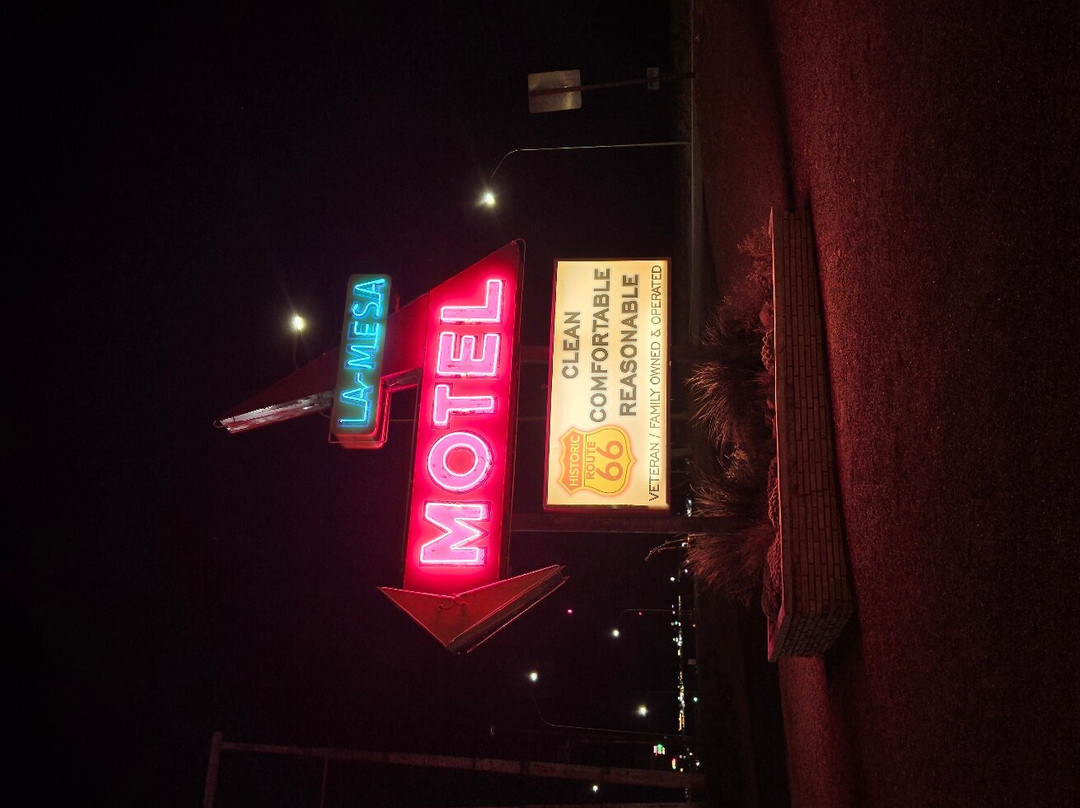 LA-MESA
MOTEL
CLEAN
COMFORTABLE
REASONABLE
HISTORIC
ROUTE
66
VETERAN / FAMILY OWNED & OPERATED